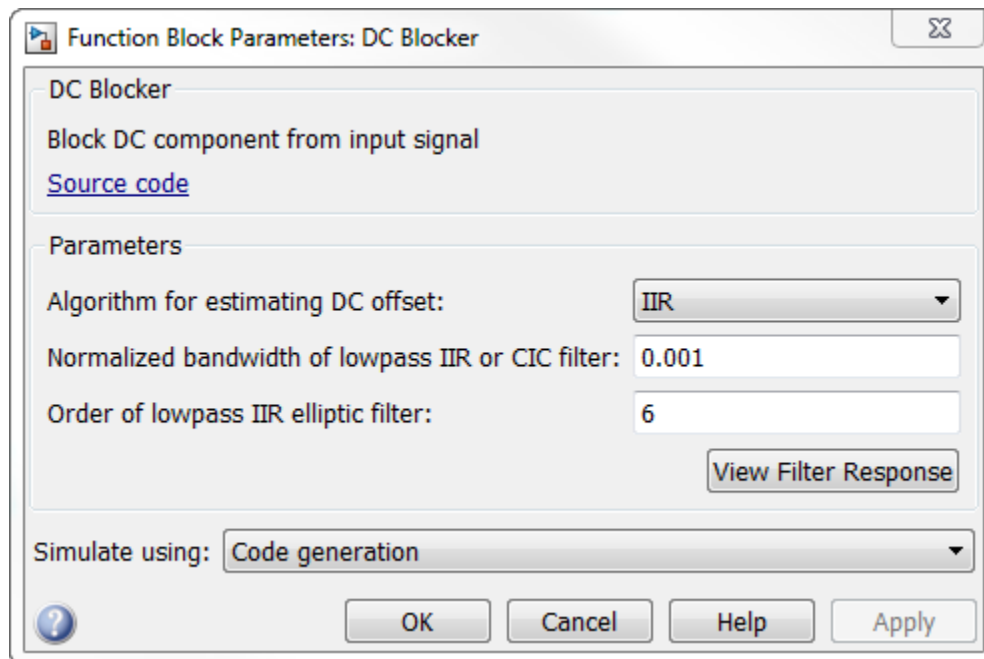 Function Block Parameters: DC Blocker
DC Blocker
Block DC component from input signal
Source code
Parameters
Algorithm for estimating DC offset: IIR
Normalized bandwidth of lowpass IIR or CIC filter: 0.001
Order of lowpass IIR elliptic filter: 6
View Filter Response
Simulate using: Code generation
? OK Cancel Help Apply